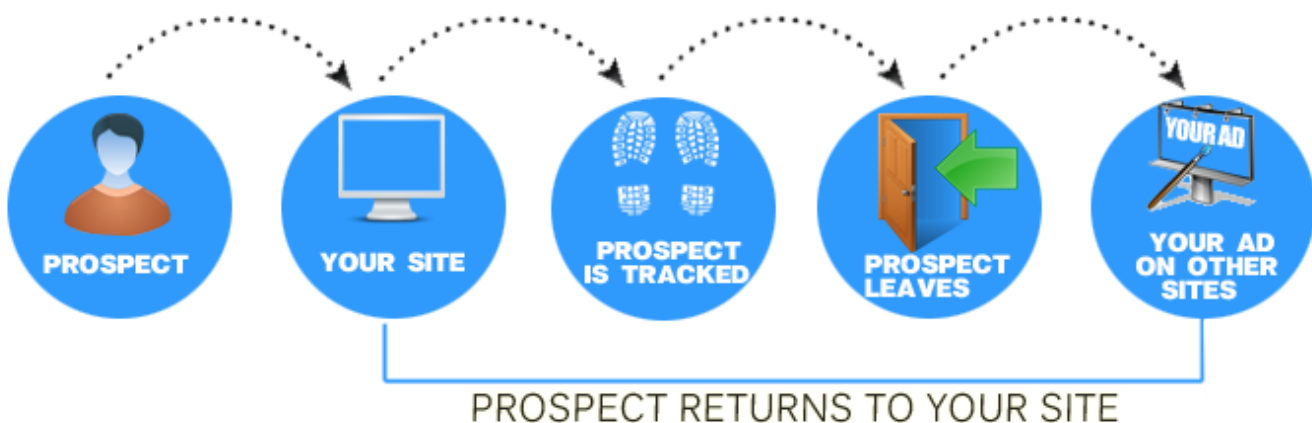 PROSPECT
YOUR SITE
PROSPECT
IS TRACKED
PROSPECT
LEAVES
YOUR AD
YOUR AD
ON OTHER
SITES
PROSPECT RETURNS TO YOUR SITE